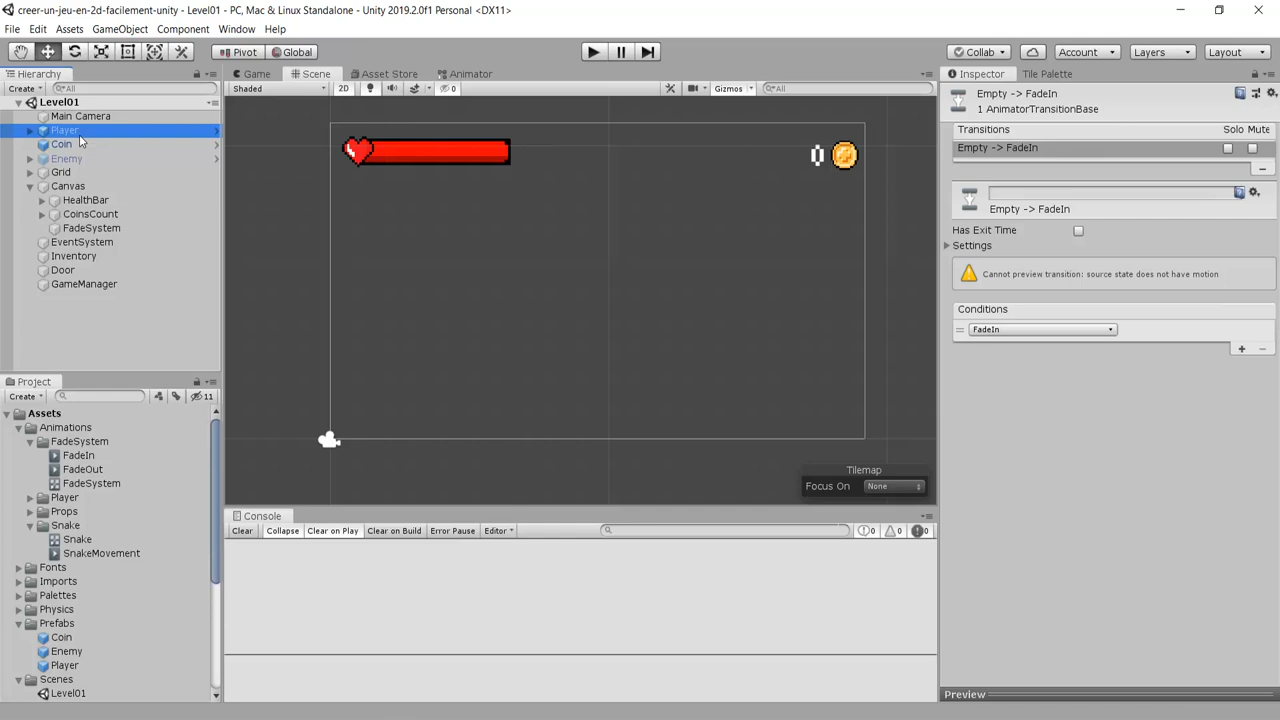 creer-un-jeu-en-2d-facilement-unity - Level01 - PC, Mac & Linux Standalone - Unity 2019.2.0f1 Personal <DX11>
File Edit Assets GameObject Component Window Help
Pivot Global Collab Account Layers Layout
Hierarchy Game Scene Asset Store Animator Inspector Tile Palette
Create All Shaded 2D 0 Gizmos All Empty -> FadeIn
Level01 1 AnimatorTransitionBase
Main Camera
Player
Coin
Enemy
Grid
Canvas
HealthBar
CoinsCount
FadeSystem
EventSystem
Inventory
Door
GameManager
0
Transitions Solo Mute
Empty -> FadeIn
Empty -> FadeIn
Has Exit Time
Settings
Cannot preview transition: source state does not have motion
Conditions
FadeIn
Tilemap
Focus On None
Project
Create 11
Assets
Animations
FadeSystem
FadeIn
FadeOut
FadeSystem
Player
Props
Snake
Snake
SnakeMovement
Fonts
Imports
Palettes
Physics
Prefabs
Coin
Enemy
Player
Scenes
Level01
Console
Clear Collapse Clear on Play Clear on Build Error Pause Editor 0 0 0
Preview